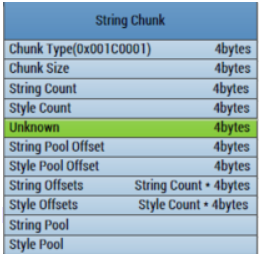 String Chunk
Chunk Type(0x001C0001) 4bytes
Chunk Size 4bytes
String Count 4bytes
Style Count 4bytes
Unknown 4bytes
String Pool Offset 4bytes
Style Pool Offset 4bytes
String Offsets String Count * 4bytes
Style Offsets Style Count * 4bytes
String Pool
Style Pool